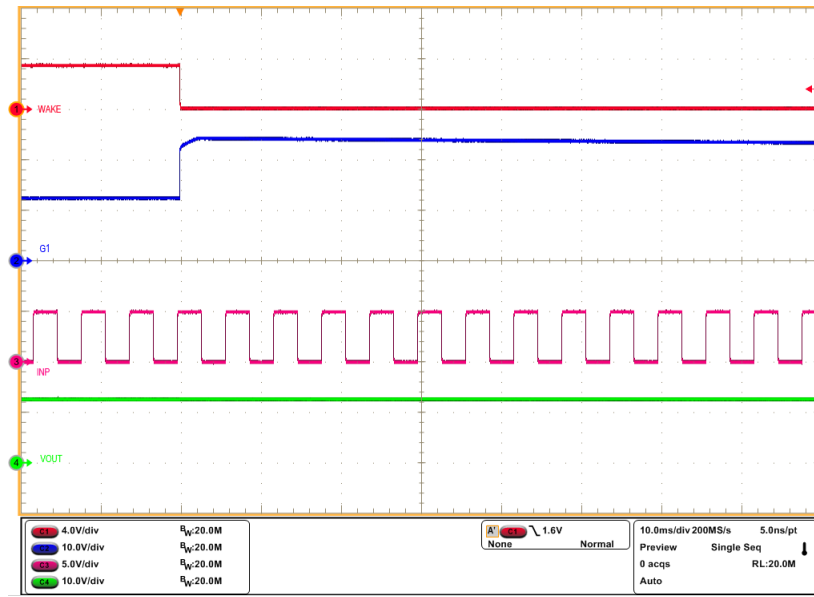 1 WAKE
G1
2
3
INP
VOUT
4
C1 4.0V/div BW:20.0M
C2 10.0V/div BW:20.0M
C3 5.0V/div BW:20.0M
C4 10.0V/div BW:20.0M
A' C1 1.6V
None Normal
10.0ms/div 200MS/s 5.0ns/pt
Preview Single Seq
0 acqs RL:20.0M
Auto